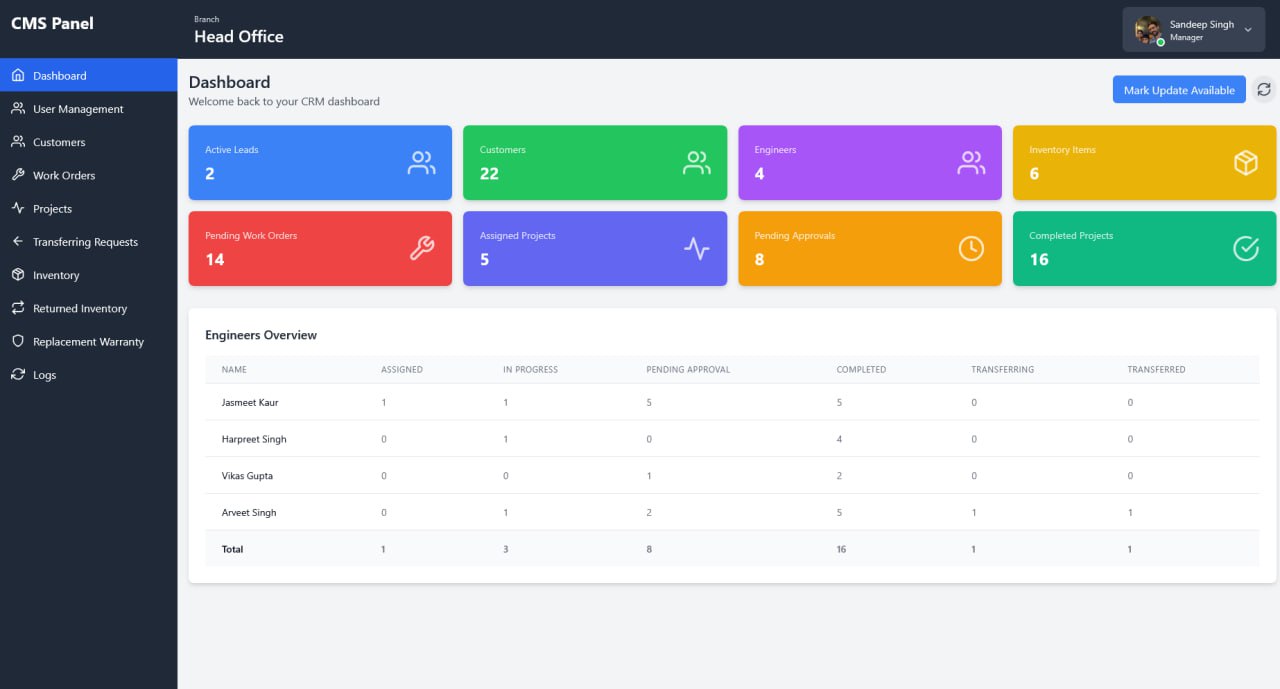 CMS Panel
Branch
Head Office
Sandeep Singh
Manager
Dashboard
User Management
Customers
Work Orders
Projects
Transferring Requests
Inventory
Returned Inventory
Replacement Warranty
Logs
Dashboard
Welcome back to your CRM dashboard
Mark Update Available
Active Leads
2
Customers
22
Engineers
4
Inventory Items
6
Pending Work Orders
14
Assigned Projects
5
Pending Approvals
8
Completed Projects
16
Engineers Overview
NAME ASSIGNED IN PROGRESS PENDING APPROVAL COMPLETED TRANSFERRING TRANSFERRED
Jasmeet Kaur 1 1 5 5 0 0
Harpreet Singh 0 1 0 4 0 0
Vikas Gupta 0 0 1 2 0 0
Arveet Singh 0 1 2 5 1 1
Total 1 3 8 16 1 1